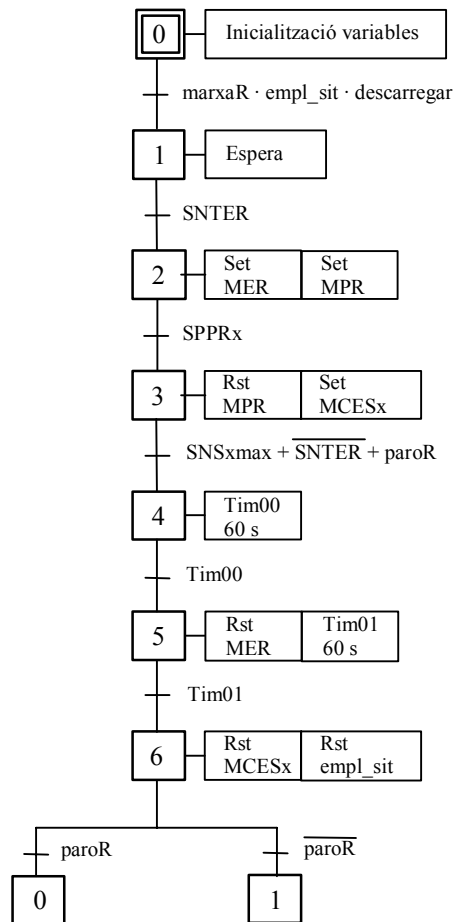 0
Inicialització variables
marxaR · empl_sit · descarregar
1
Espera
SNTER
2
Set
MER
Set
MPR
SPPRx
3
Rst
MPR
Set
MCESx
SNSxmax + S̅N̅T̅E̅R̅ + paroR
4
Tim00
60 s
Tim00
5
Rst
MER
Tim01
60 s
Tim01
6
Rst
MCESx
Rst
empl_sit
paroR
p̅a̅r̅o̅R̅
0
1